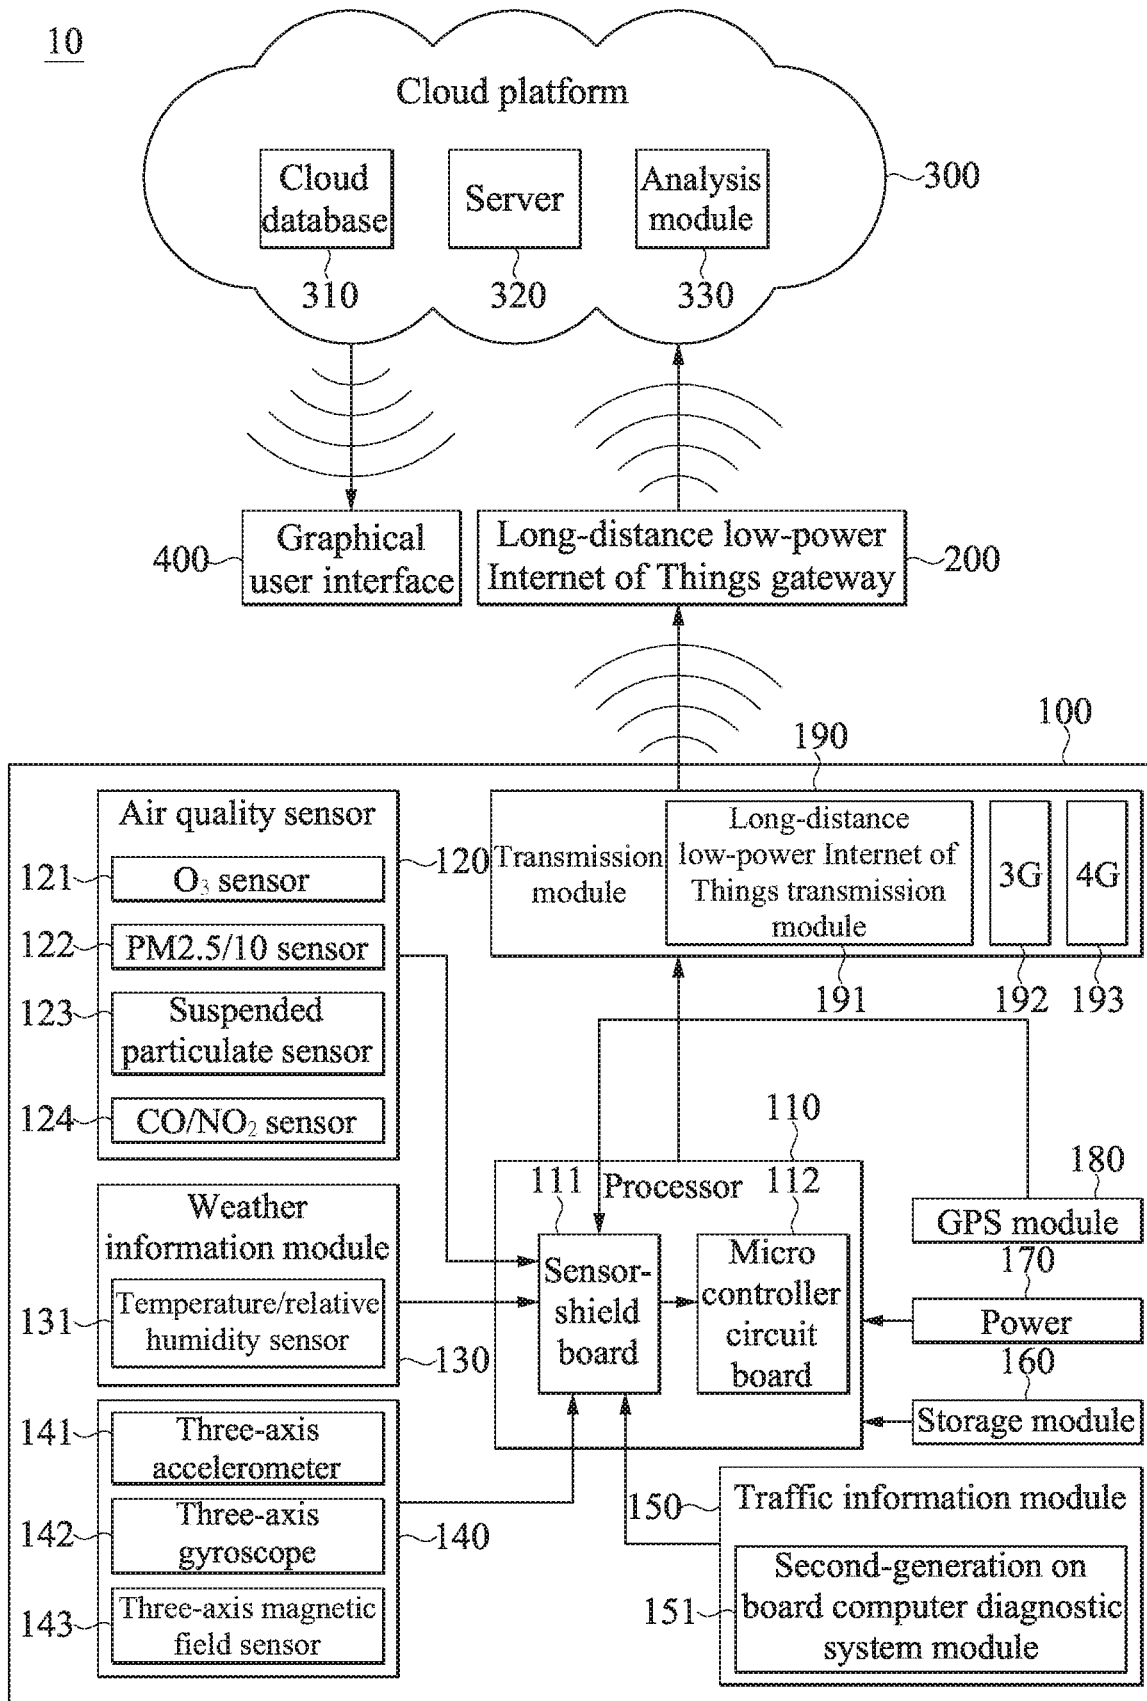 10
Cloud platform
Cloud
database
Server
Analysis
module
300
310
320
330
Graphical
user interface
400
Long-distance low-power
Internet of Things gateway
200
100
190
Air quality sensor
120
121
O₃ sensor
122
PM2.5/10 sensor
123
Suspended
particulate sensor
124
CO/NO₂ sensor
Transmission
module
Long-distance
low-power Internet of
Things transmission
module
3G
4G
191
192
193
110
111
Processor
112
180
GPS module
Weather
information module
131
Temperature/relative
humidity sensor
130
Sensor-
shield
board
Micro
controller
circuit
board
170
Power
160
Storage module
141
Three-axis
accelerometer
142
Three-axis
gyroscope
140
143
Three-axis magnetic
field sensor
150
Traffic information module
151
Second-generation on
board computer diagnostic
system module